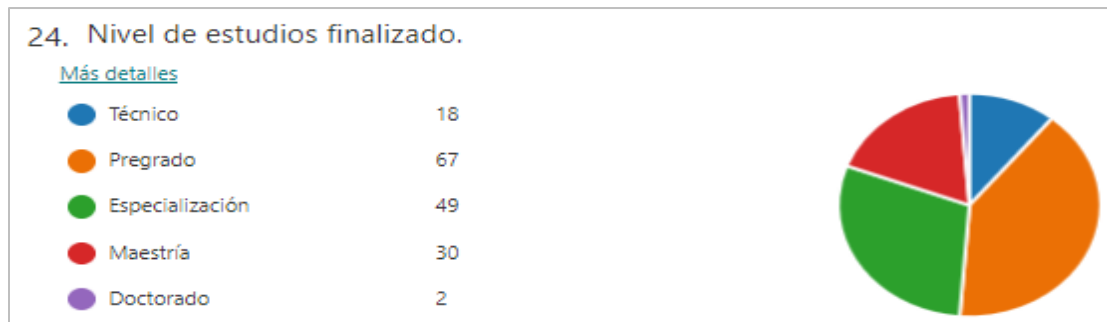 24. Nivel de estudios finalizado.
Más detalles
Técnico 18
Pregrado 67
Especialización 49
Maestría 30
Doctorado 2